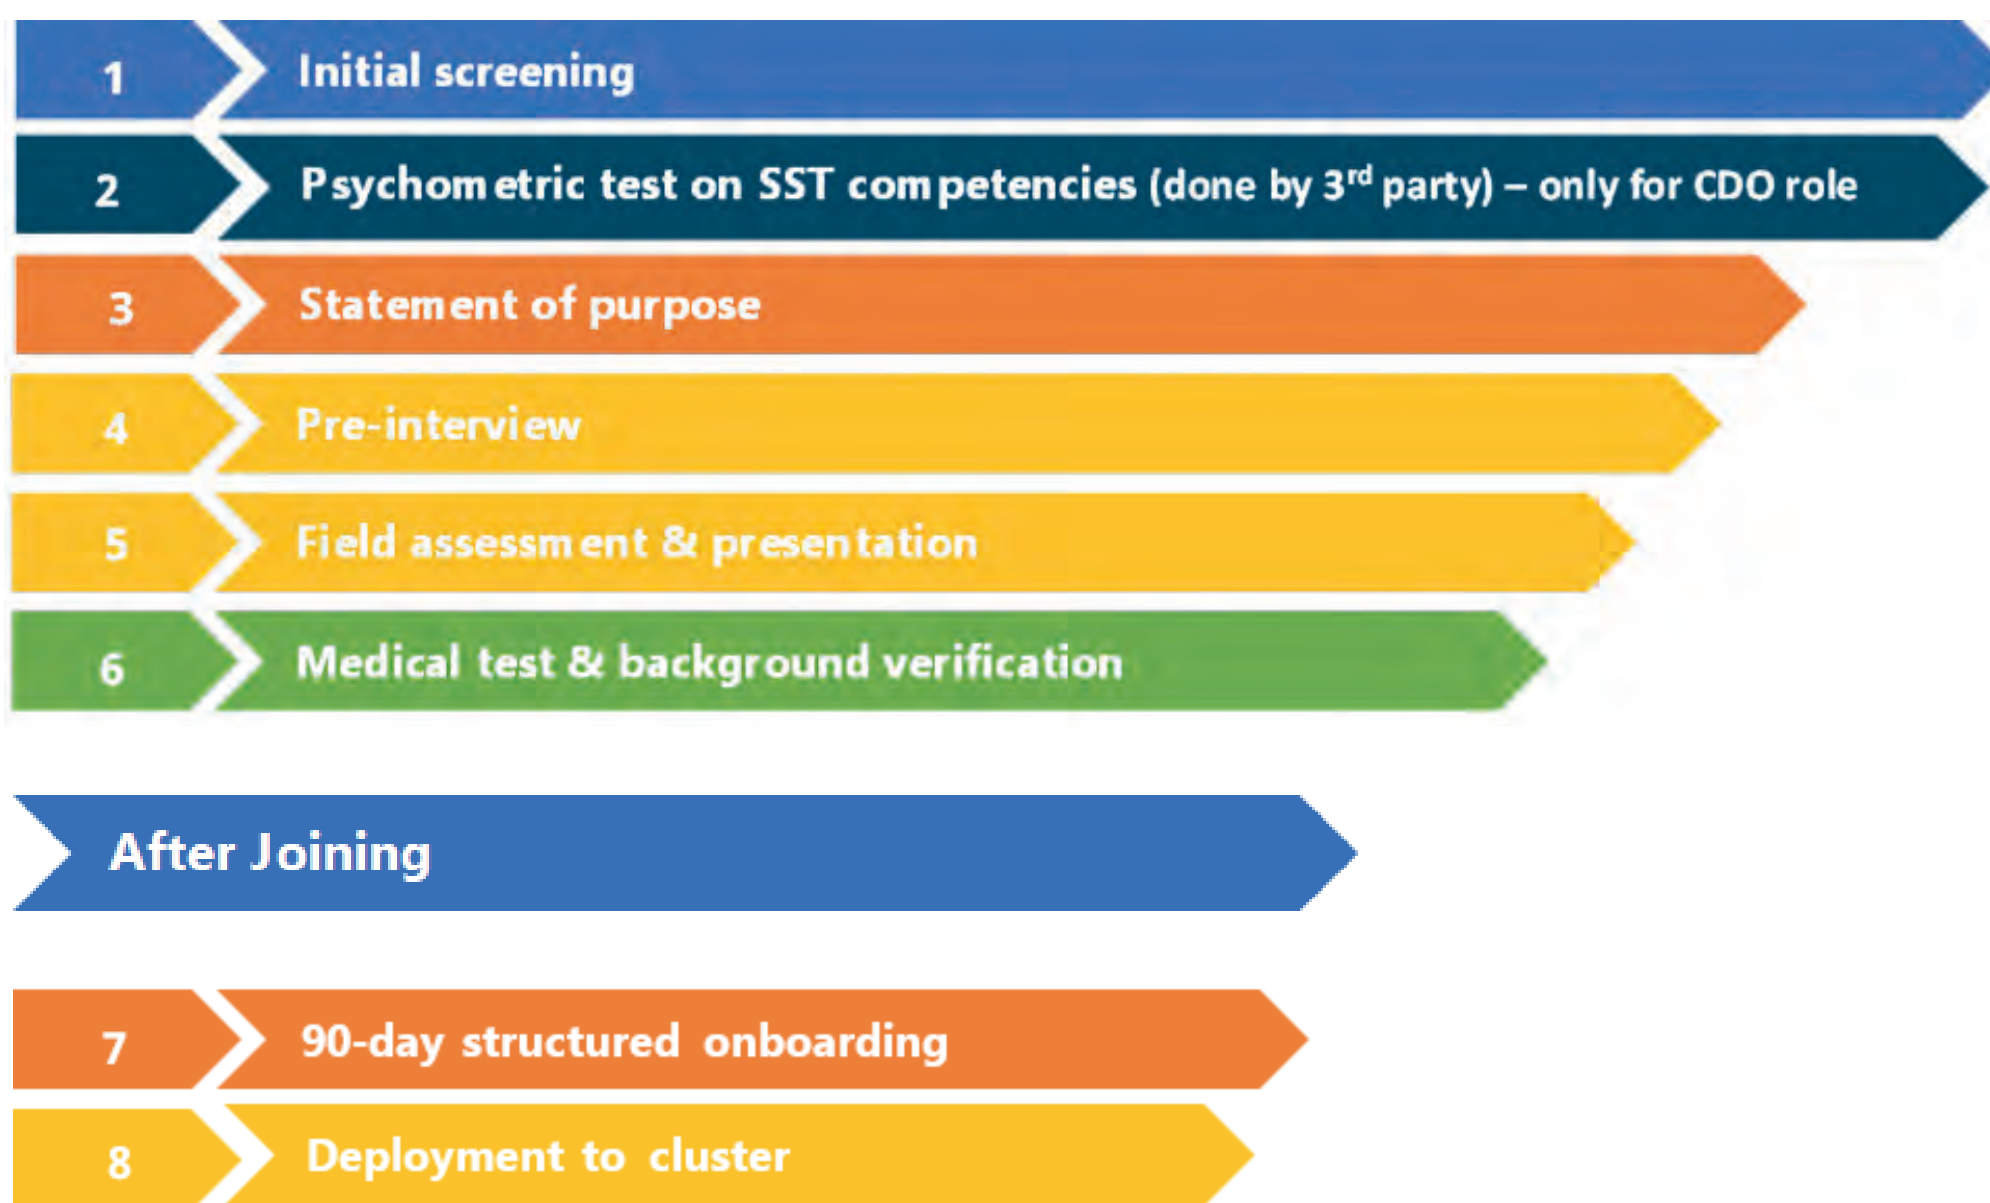 1 Initial screening
2 Psychometric test on SST competencies (done by 3rd party) – only for CDO role
3 Statement of purpose
4 Pre-interview
5 Field assessment & presentation
6 Medical test & background verification
After Joining
7 90-day structured onboarding
8 Deployment to cluster